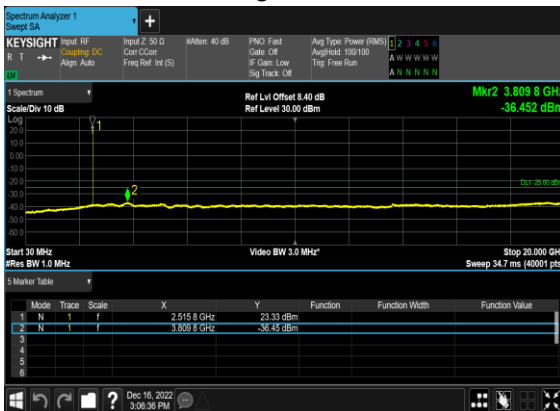 Spectrum Analyzer 1
Swept SA
+
KEYSIGHT
R T
LV
Input: RF
Coupling: DC
Align: Auto
Input Z: 50 Ω
Corr CCorr
Freq Ref: Int (S)
#Atten: 40 dB
PNO: Fast
Gate: Off
IF Gain: Low
Sig Track: Off
Avg Type: Power (RMS)
Avg|Hold: 100/100
Trig: Free Run
1 2 3 4 5 6
A W W W W W
A N N N N N
1 Spectrum
Scale/Div 10 dB
Ref Lvl Offset 8.40 dB
Ref Level 30.00 dBm
Mkr2 3.809 8 GHz
-36.452 dBm
Log
20.0
10.0
0.00
-10.0
-20.0
-30.0
-40.0
-50.0
-60.0
1
2
Start 30 MHz
#Res BW 1.0 MHz
Video BW 3.0 MHz*
Stop 20.000 GHz
Sweep 34.7 ms (40001 pts)
5 Marker Table
Mode Trace Scale X Y Function Function Width Function Value
1 N 1 f 2.515 8 GHz 23.33 dBm
2 N 1 f 3.809 8 GHz -36.45 dBm
3
4
5
6
?
Dec 16, 2022
3:06:36 PM